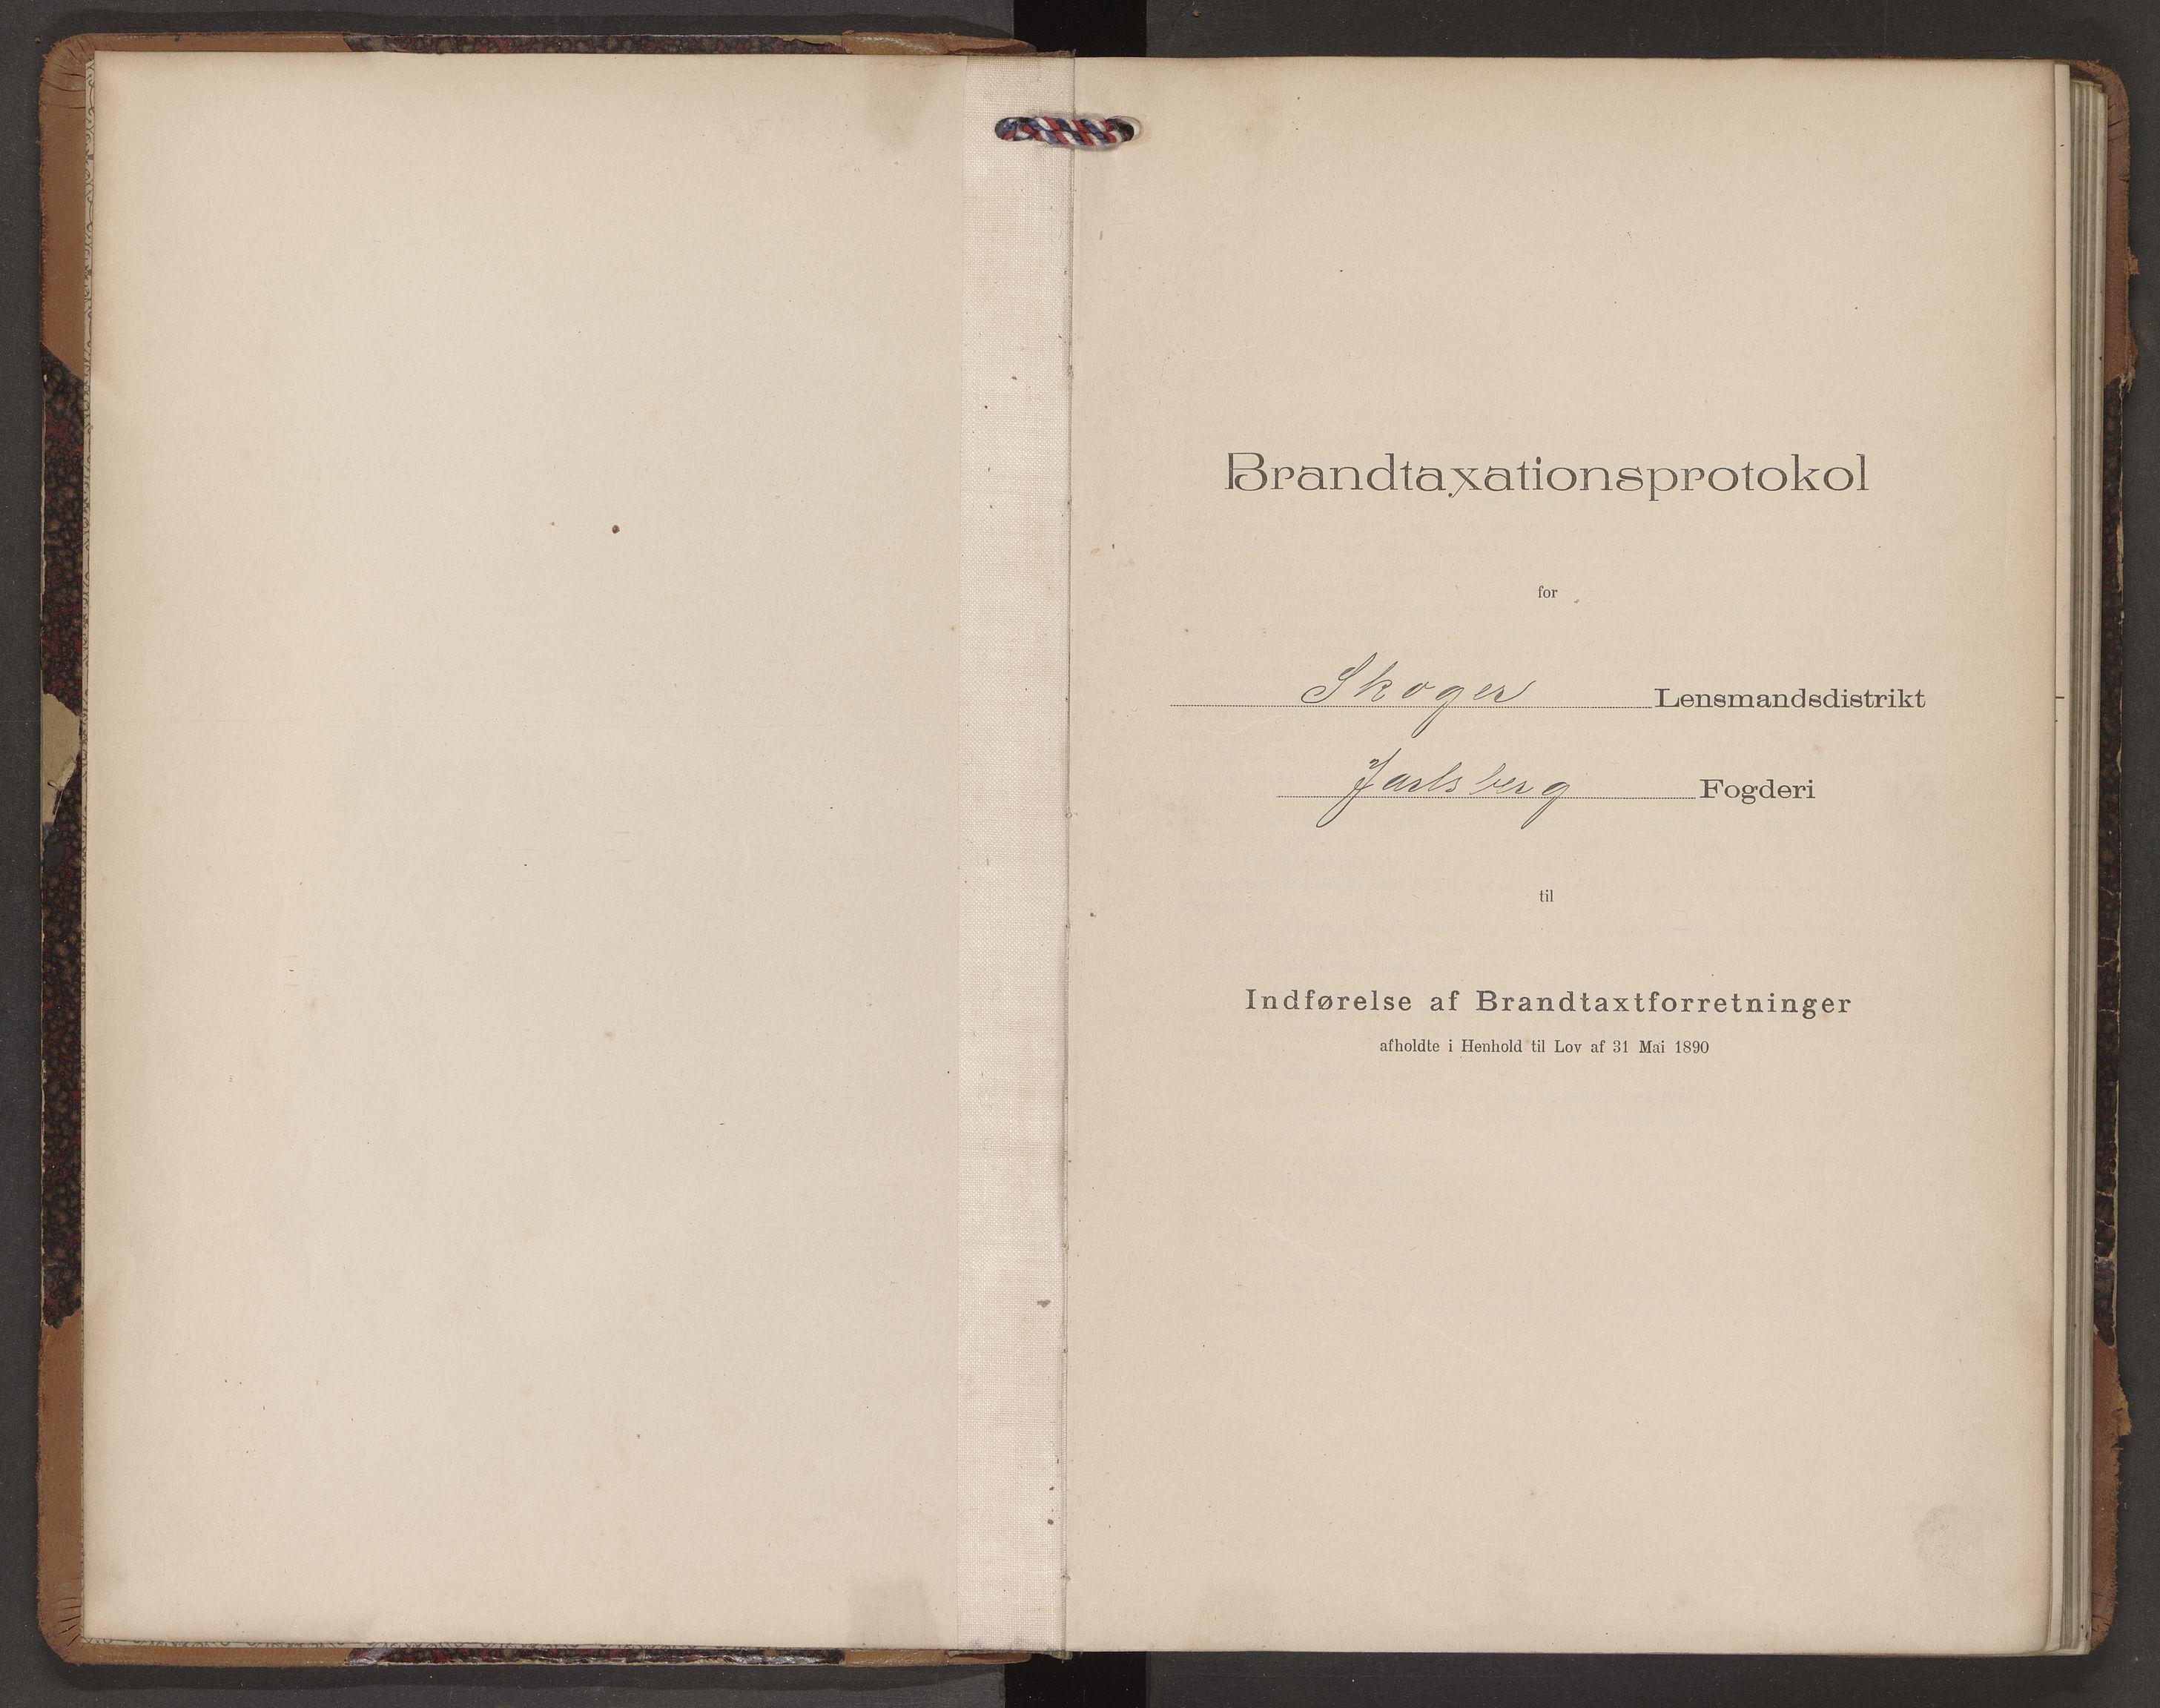 Brandtaxationsprotokol
for
Skoger Lensmandsdistrikt
Jarlsberg Fogderi
til
Indførelse af Brandtaxtforretninger
afholdte i Henhold til Lov af 31 Mai 1890